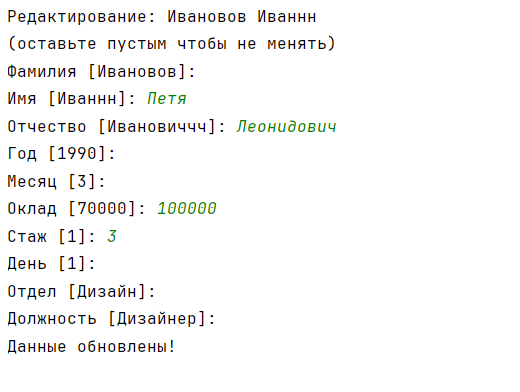 Редактирование: Ивановов Иваннн
(оставьте пустым чтобы не менять)
Фамилия [Ивановов]:
Имя [Иваннн]: Петя
Отчество [Ивановиччч]: Леонидович
Год [1990]:
Месяц [3]:
Оклад [70000]: 100000
Стаж [1]: 3
День [1]:
Отдел [Дизайн]:
Должность [Дизайнер]:
Данные обновлены!